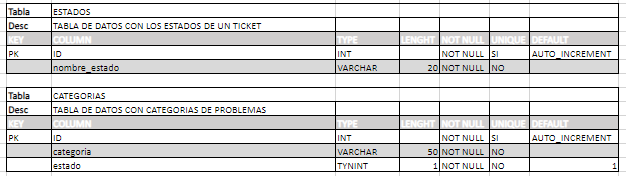 Tabla ESTADOS
Desc TABLA DE DATOS CON LOS ESTADOS DE UN TICKET
KEY COLUMN TYPE LENGHT NOT NULL UNIQUE DEFAULT
PK ID INT NOT NULL SI AUTO_INCREMENT
nombre_estado VARCHAR 20 NOT NULL NO
Tabla CATEGORIAS
Desc TABLA DE DATOS CON CATEGORIAS DE PROBLEMAS
KEY COLUMN TYPE LENGHT NOT NULL UNIQUE DEFAULT
PK ID INT NOT NULL SI AUTO_INCREMENT
categoria VARCHAR 50 NOT NULL NO
estado TYNINT 1 NOT NULL NO 1